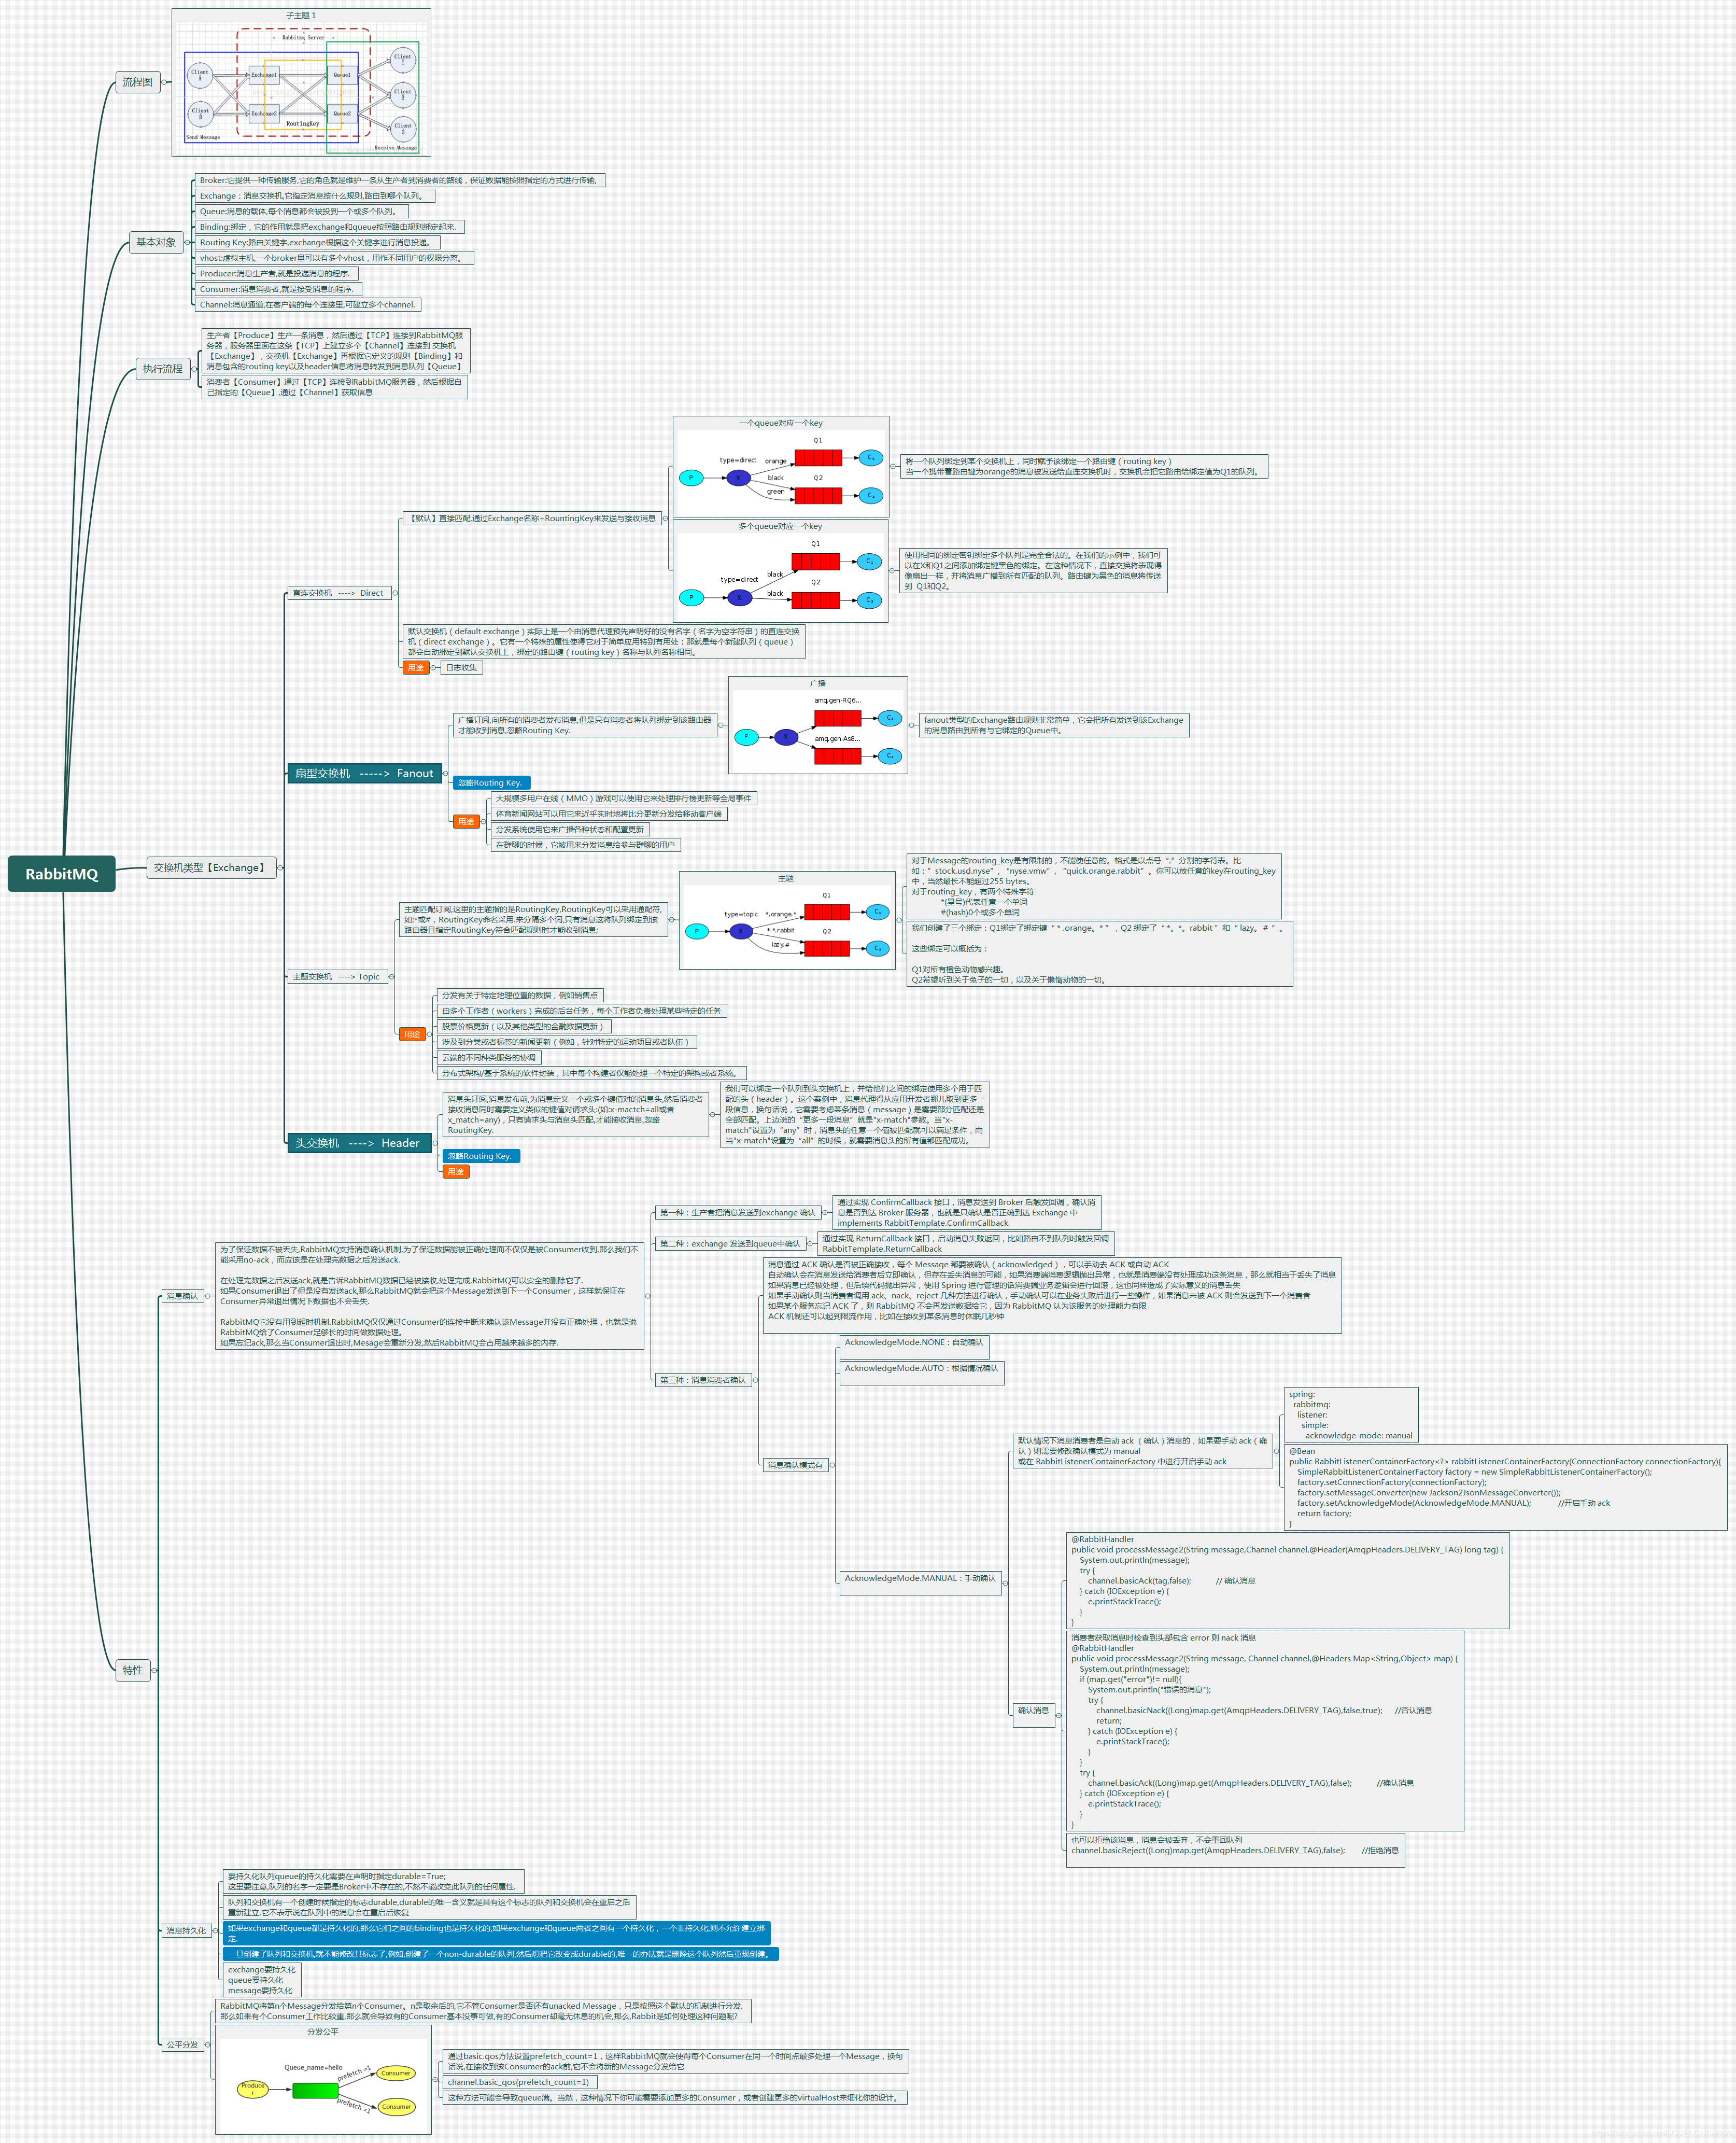 RabbitMQ
流程图
子主题 1
Rabbitmq Server
Client A
Client B
Exchange1
Exchange2
Queue1
Queue2
Client 1
Client 2
Client 3
RoutingKey
Send Message
Receive Message
基本对象
Broker:它提供一种传输服务,它的角色就是维护一条从生产者到消费者的路线，保证数据能按照指定的方式进行传输,
Exchange：消息交换机,它指定消息按什么规则,路由到哪个队列。
Queue:消息的载体,每个消息都会被投到一个或多个队列。
Binding:绑定，它的作用就是把exchange和queue按照路由规则绑定起来.
Routing Key:路由关键字,exchange根据这个关键字进行消息投递。
vhost:虚拟主机,一个broker里可以有多个vhost，用作不同用户的权限分离。
Producer:消息生产者,就是投递消息的程序.
Consumer:消息消费者,就是接受消息的程序.
Channel:消息通道,在客户端的每个连接里,可建立多个channel.
执行流程
生产者【Produce】生产一条消息，然后通过【TCP】连接到RabbitMQ服
务器，服务器里面在这条【TCP】上建立多个【Channel】连接到 交换机
【Exchange】，交换机【Exchange】再根据它定义的规则【Binding】和
消息包含的routing key以及header信息将消息转发到消息队列【Queue】
消费者【Consumer】通过【TCP】连接到RabbitMQ服务器，然后根据自
己指定的【Queue】,通过【Channel】获取信息
交换机类型【Exchange】
直连交换机 ----> Direct
【默认】直接匹配,通过Exchange名称+RountingKey来发送与接收消息
一个queue对应一个key
Q1
type=direct
orange
P
X
C₁
black
Q2
green
C₂
将一个队列绑定到某个交换机上，同时赋予该绑定一个路由键（routing key）
当一个携带着路由键为orange的消息被发送给直连交换机时，交换机会把它路由给绑定值为Q1的队列。
多个queue对应一个key
Q1
black
C₁
type=direct
Q2
P
X
black
C₂
使用相同的绑定密钥绑定多个队列是完全合法的。在我们的示例中，我们可
以在X和Q1之间添加绑定键黑色的绑定。在这种情况下，直接交换将表现得
像扇出一样，并将消息广播到所有匹配的队列。路由键为黑色的消息将传送
到 Q1和Q2。
默认交换机（default exchange）实际上是一个由消息代理预先声明好的没有名字（名字为空字符串）的直连交换
机（direct exchange）。它有一个特殊的属性使得它对于简单应用特别有用处：那就是每个新建队列（queue）
都会自动绑定到默认交换机上，绑定的路由键（routing key）名称与队列名称相同。
用途
日志收集
扇型交换机 -----> Fanout
广播订阅,向所有的消费者发布消息,但是只有消费者将队列绑定到该路由器
才能收到消息,忽略Routing Key.
广播
amq.gen-RQ6...
P
X
C₁
amq.gen-As8...
C₂
fanout类型的Exchange路由规则非常简单，它会把所有发送到该Exchange
的消息路由到所有与它绑定的Queue中。
忽略Routing Key.
用途
大规模多用户在线（MMO）游戏可以使用它来处理排行榜更新等全局事件
体育新闻网站可以用它来近乎实时地将比分更新分发给移动客户端
分发系统使用它来广播各种状态和配置更新
在群聊的时候，它被用来分发消息给参与群聊的用户
主题交换机 ----> Topic
主题匹配订阅,这里的主题指的是RoutingKey,RoutingKey可以采用通配符,
如:*或#，RoutingKey命名采用.来分隔多个词,只有消息这将队列绑定到该
路由器且指定RoutingKey符合匹配规则时才能收到消息;
主题
Q1
type=topic
*.orange.*
C₁
P
X
*.*.rabbit
Q2
lazy.#
C₂
对于Message的routing_key是有限制的，不能使任意的。格式是以点号“.”分割的字符表。比
如：”stock.usd.nyse”, “nyse.vmw”, “quick.orange.rabbit”。你可以放任意的key在routing_key
中，当然最长不能超过255 bytes。
对于routing_key，有两个特殊字符
*(星号)代表任意一个单词
#(hash)0个或多个单词
我们创建了三个绑定：Q1绑定了绑定键“ * .orange。* ”，Q2 绑定了“ *。*。rabbit ”和“ lazy。＃ ”。
这些绑定可以概括为：
Q1对所有橙色动物感兴趣。
Q2希望听到关于兔子的一切，以及关于懒惰动物的一切。
用途
分发有关于特定地理位置的数据，例如销售点
由多个工作者（workers）完成的后台任务，每个工作者负责处理某些特定的任务
股票价格更新（以及其他类型的金融数据更新）
涉及到分类或者标签的新闻更新（例如，针对特定的运动项目或者队伍）
云端的不同种类服务的协调
分布式架构/基于系统的软件封装，其中每个构建者仅能处理一个特定的架构或者系统。
头交换机 ----> Header
消息头订阅,消息发布前,为消息定义一个或多个键值对的消息头,然后消费者
接收消息同时需要定义类似的键值对请求头:(如:x-mactch=all或者
x_match=any)，只有请求头与消息头匹配,才能接收消息,忽略
RoutingKey.
我们可以绑定一个队列到头交换机上，并给他们之间的绑定使用多个用于匹
配的头（header）。这个案例中，消息代理得从应用开发者那儿取到更多一
段信息，换句话说，它需要考虑某条消息（message）是需要部分匹配还是
全部匹配。上边说的“更多一段消息”就是"x-match"参数。当"x-
match"设置为“any”时，消息头的任意一个值被匹配就可以满足条件，而
当"x-match"设置为“all”的时候，就需要消息头的所有值都匹配成功。
忽略Routing Key.
用途
特性
消息确认
为了保证数据不被丢失,RabbitMQ支持消息确认机制,为了保证数据能被正确处理而不仅仅是被Consumer收到,那么我们不
能采用no-ack，而应该是在处理完数据之后发送ack.
在处理完数据之后发送ack,就是告诉RabbitMQ数据已经被接收,处理完成,RabbitMQ可以安全的删除它了.
如果Consumer退出了但是没有发送ack,那么RabbitMQ就会把这个Message发送到下一个Consumer，这样就保证在
Consumer异常退出情况下数据也不会丢失.
RabbitMQ它没有用到超时机制.RabbitMQ仅仅通过Consumer的连接中断来确认该Message并没有正确处理，也就是说
RabbitMQ给了Consumer足够长的时间做数据处理。
如果忘记ack,那么当Consumer退出时,Mesage会重新分发,然后RabbitMQ会占用越来越多的内存.
第一种：生产者把消息发送到exchange 确认
通过实现 ConfirmCallback 接口，消息发送到 Broker 后触发回调，确认消
息是否到达 Broker 服务器，也就是只确认是否正确到达 Exchange 中
implements RabbitTemplate.ConfirmCallback
第二种：exchange 发送到queue中确认
通过实现 ReturnCallback 接口，启动消息失败返回，比如路由不到队列时触发回调
RabbitTemplate.ReturnCallback
第三种：消息消费者确认
消息通过 ACK 确认是否被正确接收，每个 Message 都要被确认（acknowledged），可以手动去 ACK 或自动 ACK
自动确认会在消息发送给消费者后立即确认，但存在丢失消息的可能，如果消费端消费逻辑抛出异常，也就是消费端没有处理成功这条消息，那么就相当于丢失了消息
如果消息已经被处理，但后续代码抛出异常，使用 Spring 进行管理的话消费端业务逻辑会进行回滚，这也同样造成了实际意义的消息丢失
如果手动确认则当消费者调用 ack、nack、reject 几种方法进行确认，手动确认可以在业务失败后进行一些操作，如果消息未被 ACK 则会发送到下一个消费者
如果某个服务忘记 ACK 了，则 RabbitMQ 不会再发送数据给它，因为 RabbitMQ 认为该服务的处理能力有限
ACK 机制还可以起到限流作用，比如在接收到某条消息时休眠几秒钟
消息确认模式有
AcknowledgeMode.NONE：自动确认
AcknowledgeMode.AUTO：根据情况确认
AcknowledgeMode.MANUAL：手动确认
默认情况下消息消费者是自动 ack （确认）消息的，如果要手动 ack（确
认）则需要修改确认模式为 manual
或在 RabbitListenerContainerFactory 中进行开启手动 ack
spring:
rabbitmq:
listener:
simple:
acknowledge-mode: manual
@Bean
public RabbitListenerContainerFactory<?> rabbitListenerContainerFactory(ConnectionFactory connectionFactory){
SimpleRabbitListenerContainerFactory factory = new SimpleRabbitListenerContainerFactory();
factory.setConnectionFactory(connectionFactory);
factory.setMessageConverter(new Jackson2JsonMessageConverter());
factory.setAcknowledgeMode(AcknowledgeMode.MANUAL); //开启手动 ack
return factory;
}
确认消息
@RabbitHandler
public void processMessage2(String message,Channel channel,@Header(AmqpHeaders.DELIVERY_TAG) long tag) {
System.out.println(message);
try {
channel.basicAck(tag,false); // 确认消息
} catch (IOException e) {
e.printStackTrace();
}
}
消费者获取消息时检查到头部包含 error 则 nack 消息
@RabbitHandler
public void processMessage2(String message, Channel channel,@Headers Map<String,Object> map) {
System.out.println(message);
if (map.get("error")!= null){
System.out.println("错误的消息");
try {
channel.basicNack((Long)map.get(AmqpHeaders.DELIVERY_TAG),false,true); //否认消息
return;
} catch (IOException e) {
e.printStackTrace();
}
}
try {
channel.basicAck((Long)map.get(AmqpHeaders.DELIVERY_TAG),false); //确认消息
} catch (IOException e) {
e.printStackTrace();
}
}
也可以拒绝该消息，消息会被丢弃，不会重回队列
channel.basicReject((Long)map.get(AmqpHeaders.DELIVERY_TAG),false); //拒绝消息
消息持久化
要持久化队列queue的持久化需要在声明时指定durable=True;
这里要注意,队列的名字一定要是Broker中不存在的,不然不能改变此队列的任何属性.
队列和交换机有一个创建时候指定的标志durable,durable的唯一含义就是具有这个标志的队列和交换机会在重启之后
重新建立,它不表示说在队列中的消息会在重启后恢复
如果exchange和queue都是持久化的,那么它们之间的binding也是持久化的,如果exchange和queue两者之间有一个持久化，一个非持久化,则不允许建立绑
定.
一旦创建了队列和交换机,就不能修改其标志了,例如,创建了一个non-durable的队列,然后想把它改变成durable的,唯一的办法就是删除这个队列然后重现创建。
exchange要持久化
queue要持久化
message要持久化
公平分发
RabbitMQ将第n个Message分发给第n个Consumer。n是取余后的,它不管Consumer是否还有unacked Message，只是按照这个默认的机制进行分发.
那么如果有个Consumer工作比较重,那么就会导致有的Consumer基本没事可做,有的Consumer却毫无休息的机会,那么,Rabbit是如何处理这种问题呢?
分发公平
Queue_name=hello
Producer
prefetch =1
Consumer
prefetch =1
Consumer
通过basic.qos方法设置prefetch_count=1，这样RabbitMQ就会使得每个Consumer在同一个时间点最多处理一个Message，换句
话说,在接收到该Consumer的ack前,它不会将新的Message分发给它
channel.basic_qos(prefetch_count=1)
这种方法可能会导致queue满。当然，这种情况下你可能需要添加更多的Consumer，或者创建更多的virtualHost来细化你的设计。